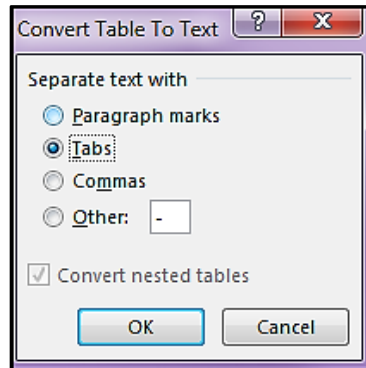 Convert Table To Text ? X
Separate text with
Paragraph marks
Tabs
Commas
Other: -
Convert nested tables
OK Cancel